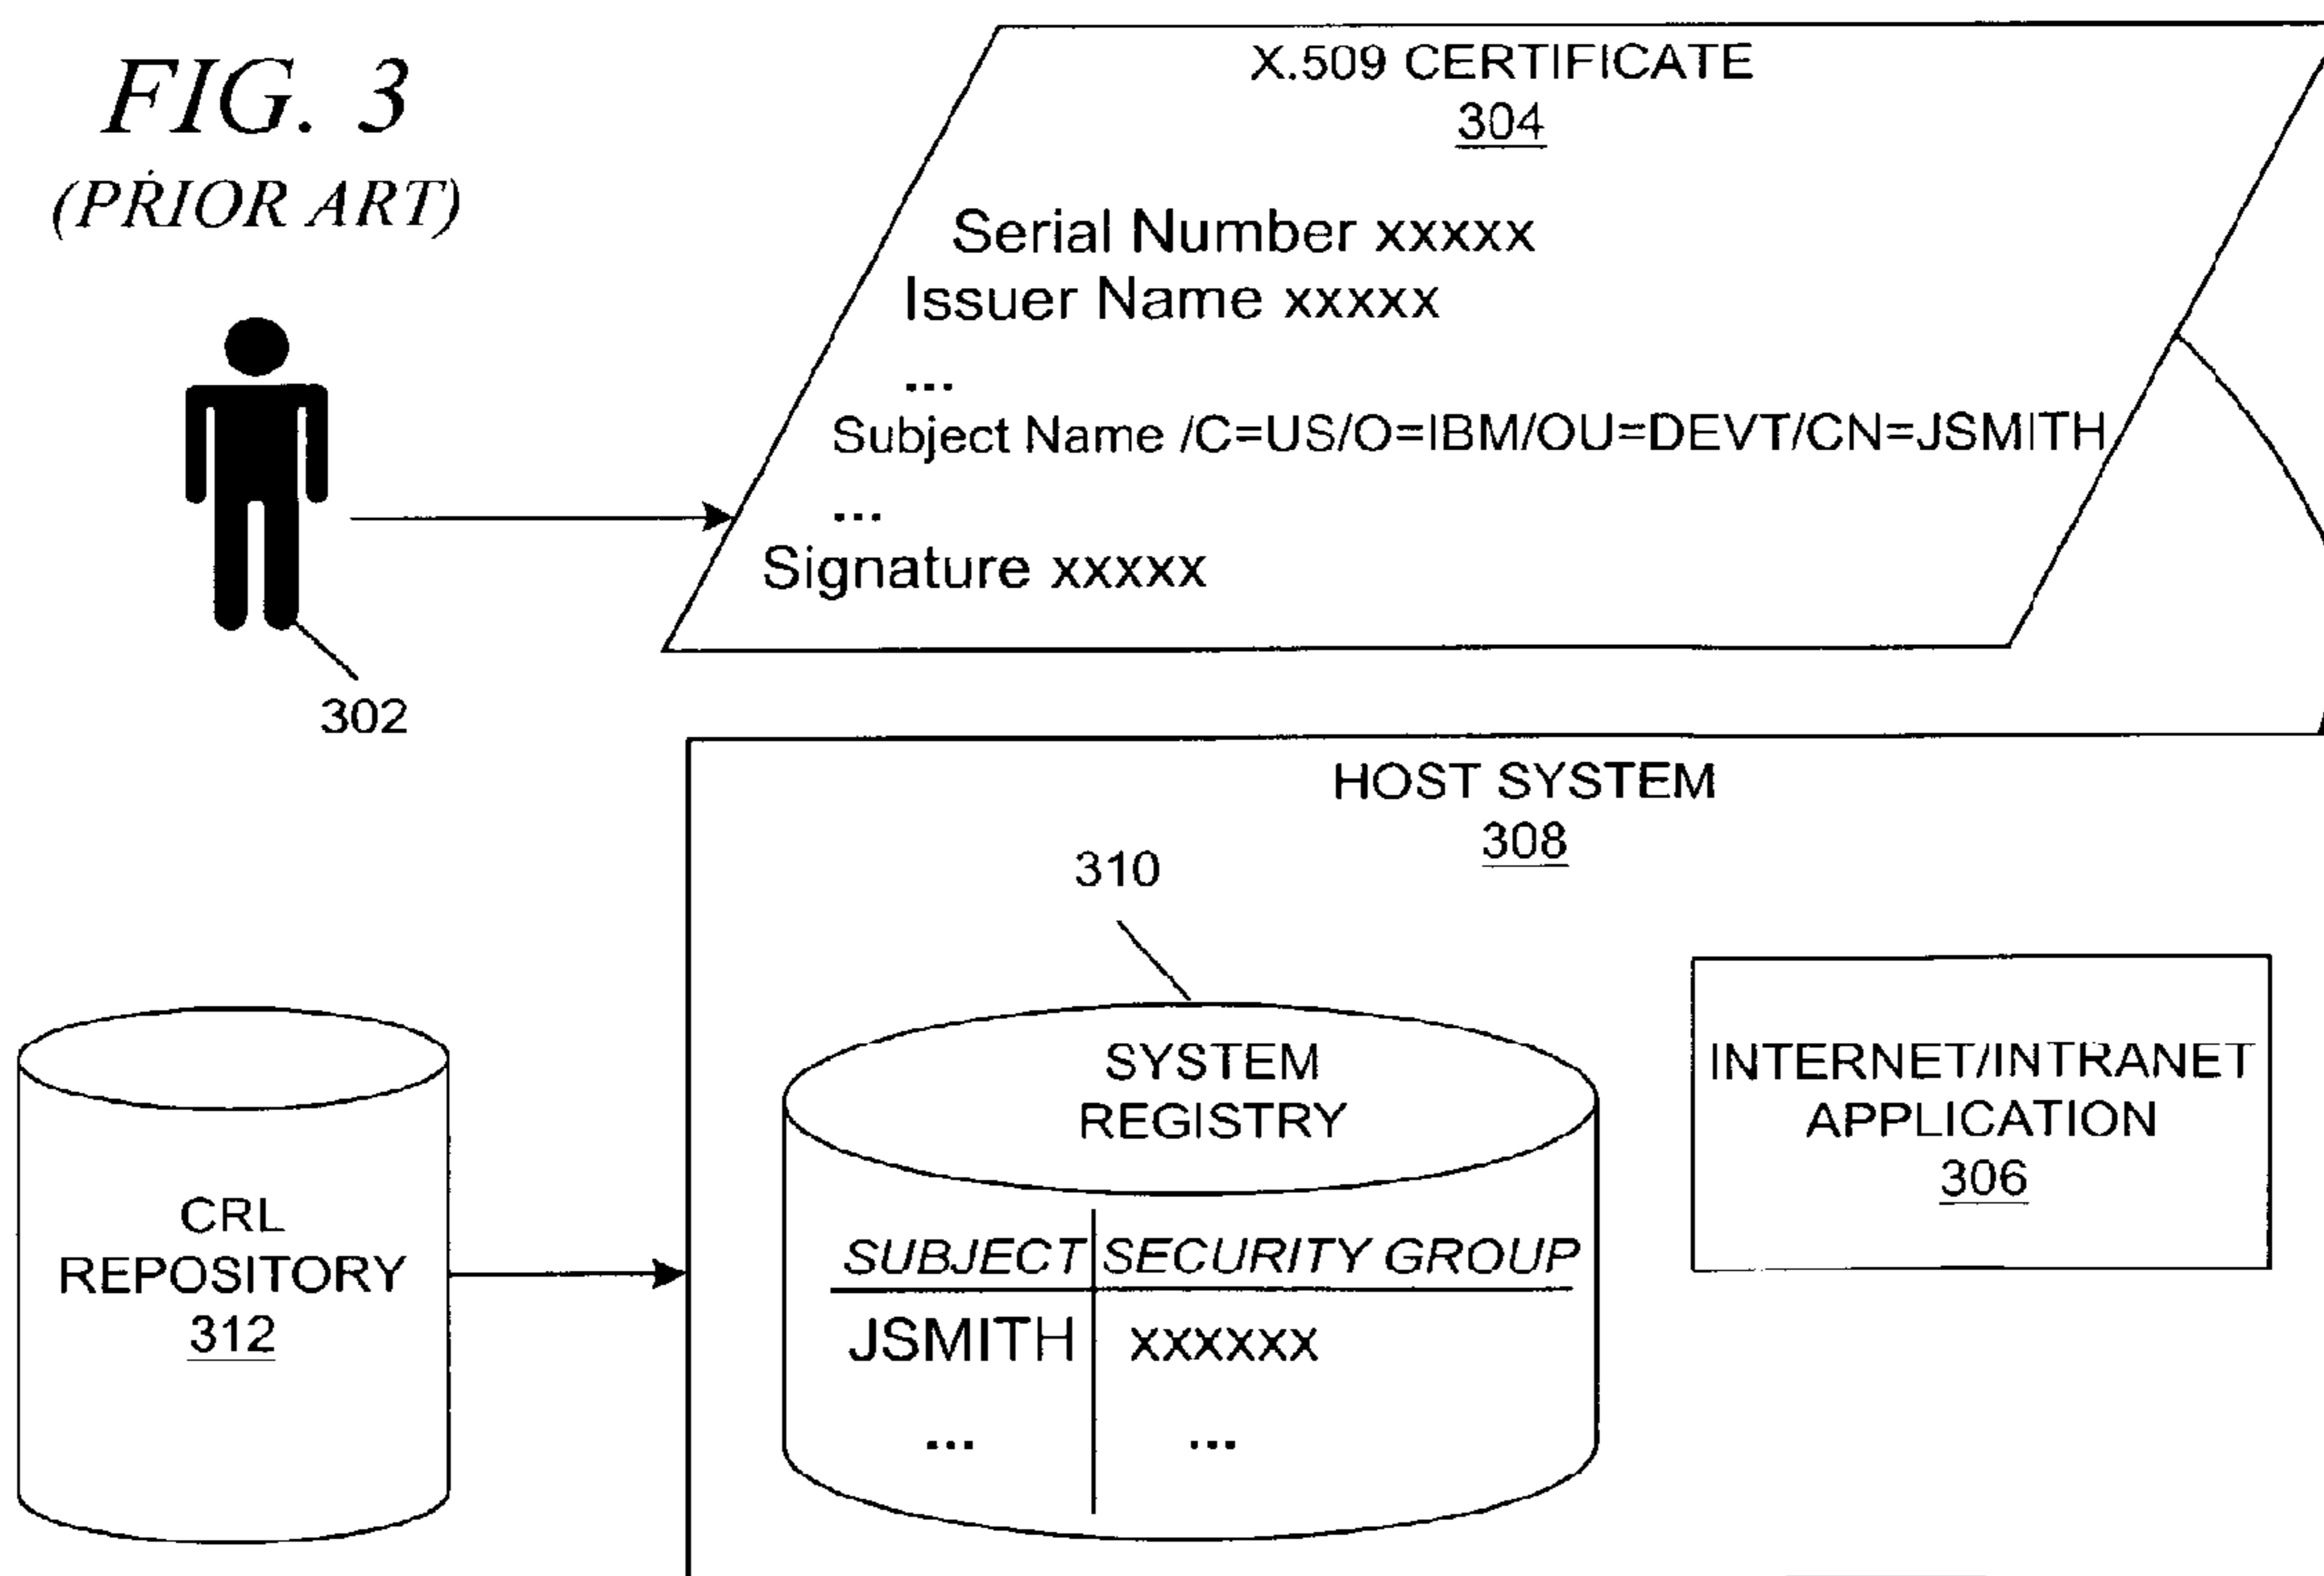 FIG. 3
(PRIOR ART)
X.509 CERTIFICATE
304
Serial Number xxxxx
Issuer Name xxxxx
...
Subject Name /C=US/O=IBM/OU=DEVT/CN=JSMITH
...
Signature xxxxx
302
HOST SYSTEM
308
310
SYSTEM
REGISTRY
SUBJECT SECURITY GROUP
JSMITH xxxxxx
... ...
INTERNET/INTRANET
APPLICATION
306
CRL
REPOSITORY
312